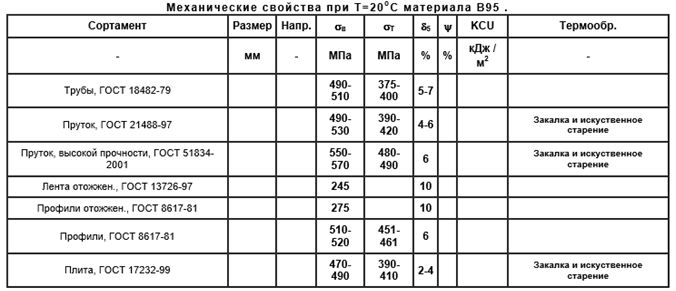 Механические свойства при Т=20°С материала В95 .
Сортамент Размер Напр. σв σТ δ5 ψ KCU Термообр.
- мм - МПа МПа % % кДж / м2 -
Трубы, ГОСТ 18482-79 490-510 375-400 5-7
Пруток, ГОСТ 21488-97 490-530 390-420 4-6 Закалка и искуственное старение
Пруток, высокой прочности, ГОСТ 51834-2001 550-570 480-490 6 Закалка и искуственное старение
Лента отожжен., ГОСТ 13726-97 245 10
Профили отожжен., ГОСТ 8617-81 275 10
Профили, ГОСТ 8617-81 510-520 451-461 6
Плита, ГОСТ 17232-99 470-490 390-410 2-4 Закалка и искуственное старение